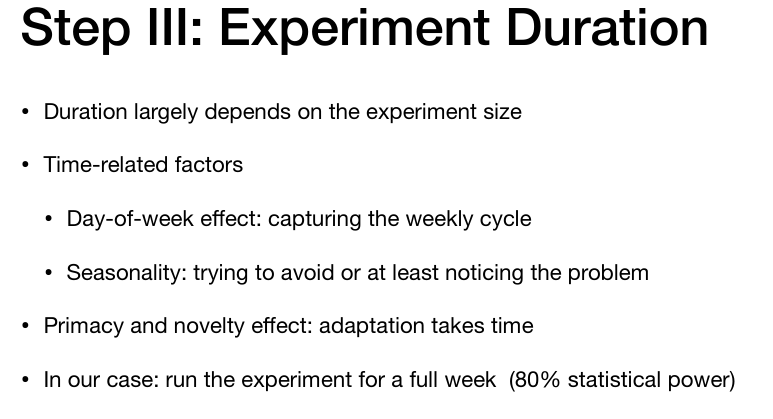 Step III: Experiment Duration
• Duration largely depends on the experiment size
• Time-related factors
• Day-of-week effect: capturing the weekly cycle
• Seasonality: trying to avoid or at least noticing the problem
• Primacy and novelty effect: adaptation takes time
• In our case: run the experiment for a full week  (80% statistical power)